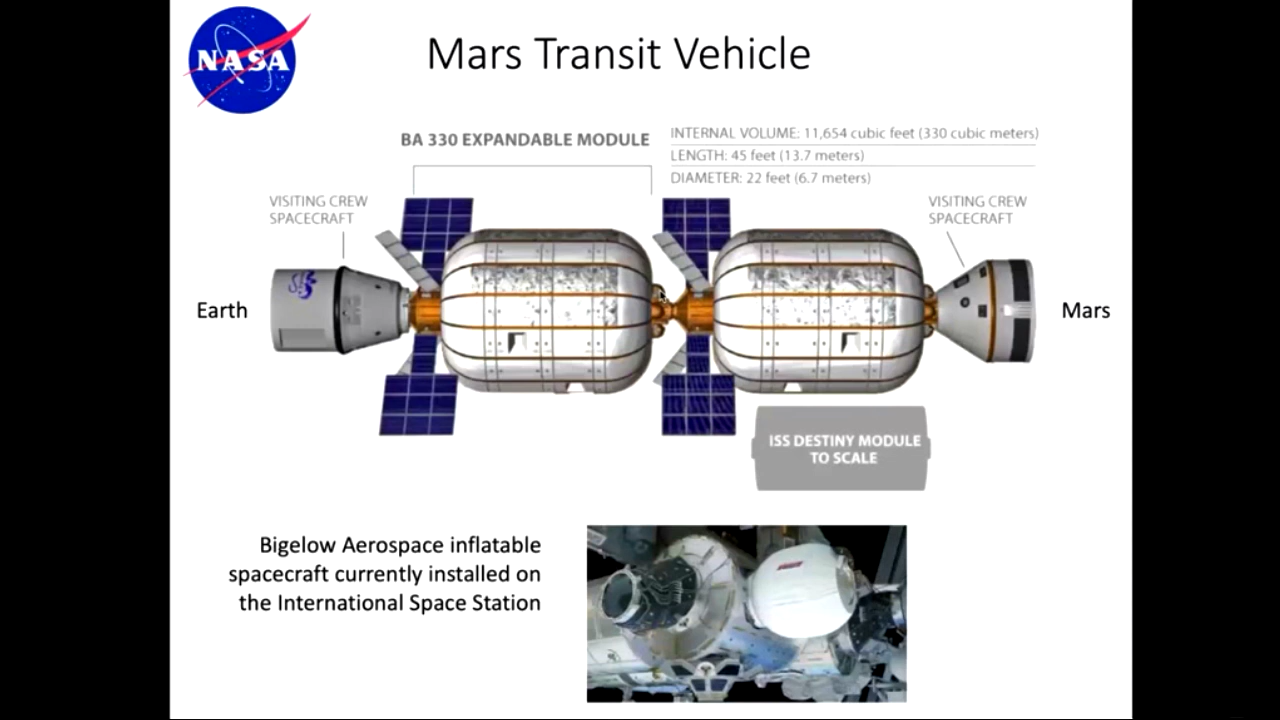 NASA
Mars Transit Vehicle
BA 330 EXPANDABLE MODULE
INTERNAL VOLUME: 11,654 cubic feet (330 cubic meters)
LENGTH: 45 feet (13.7 meters)
DIAMETER: 22 feet (6.7 meters)
VISITING CREW
SPACECRAFT
VISITING CREW
SPACECRAFT
Earth
Mars
ISS DESTINY MODULE
TO SCALE
Bigelow Aerospace inflatable
spacecraft currently installed on
the International Space Station